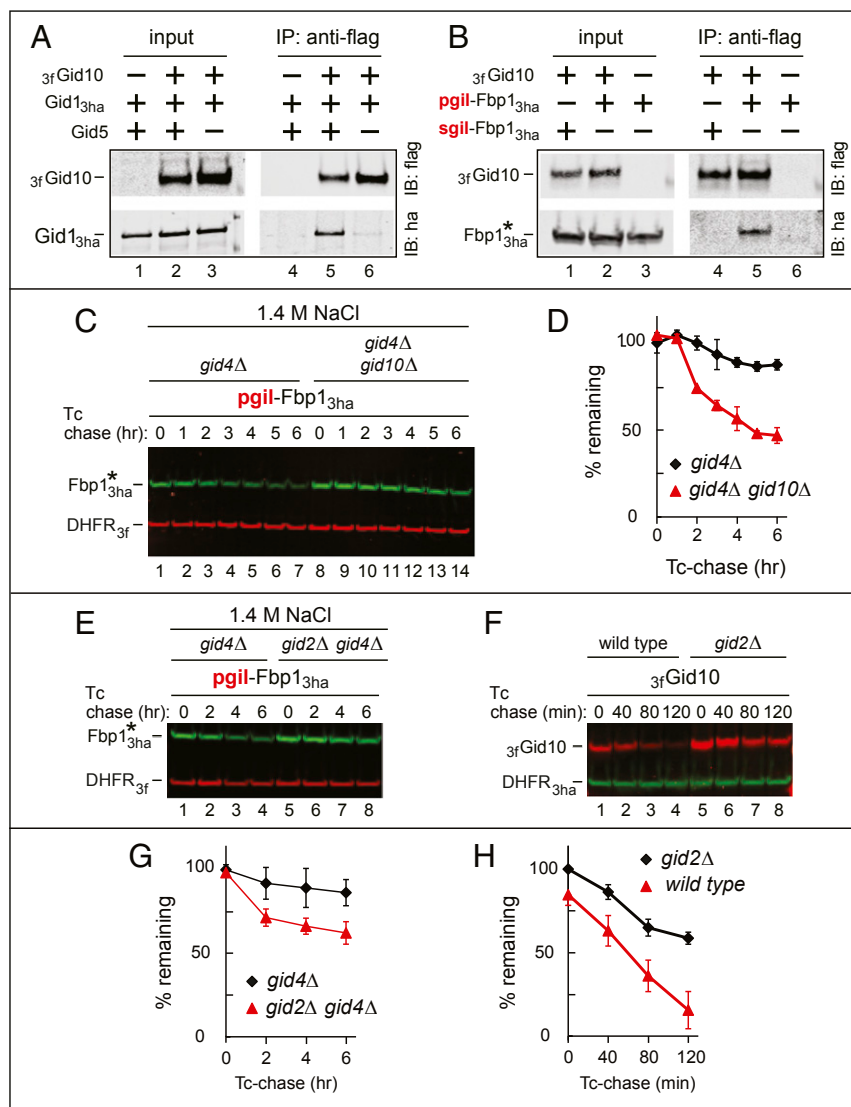 A
input IP: anti-flag
3fGid10 − + + − + +
Gid13ha + + + + + +
Gid5 + + − + + −
3fGid10 IB: flag
Gid13ha IB: ha
1 2 3 4 5 6
B
input IP: anti-flag
3fGid10 + + − + + −
pgil-Fbp13ha − + + − + +
sgil-Fbp13ha + − − + − −
3fGid10 IB: flag
Fbp1*3ha IB: ha
1 2 3 4 5 6
C
1.4 M NaCl
gid4Δ gid4Δ gid10Δ
pgil-Fbp13ha
Tc
chase (hr): 0 1 2 3 4 5 6 0 1 2 3 4 5 6
Fbp1*3ha
DHFR3f
1 2 3 4 5 6 7 8 9 10 11 12 13 14
D
% remaining
100
50
0
gid4Δ
gid4Δ gid10Δ
0 2 4 6
Tc-chase (hr)
E
1.4 M NaCl
gid4Δ gid2Δ gid4Δ
pgil-Fbp13ha
Tc
chase (hr): 0 2 4 6 0 2 4 6
Fbp1*3ha
DHFR3f
1 2 3 4 5 6 7 8
F
wild type gid2Δ
3fGid10
Tc
chase (min): 0 40 80 120 0 40 80 120
3fGid10
DHFR3ha
1 2 3 4 5 6 7 8
G
% remaining
100
50
0
gid4Δ
gid2Δ gid4Δ
0 2 4 6
Tc-chase (hr)
H
% remaining
100
50
0
gid2Δ
wild type
0 40 80 120
Tc-chase (min)